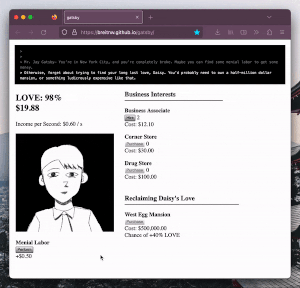 gatsby
https://breitnw.github.io/gatsby/
>
>
> Mr. Jay Gatsby- You're in New York City, and you're completely broke. Maybe you can find some menial labor to get some money.
> Otherwise, forget about trying to find your long lost love, Daisy. You'd probably need to own a half-million dollar mansion, or something ludicrously expensive like that.
LOVE: 98%
$19.88
Income per Second: $0.60 / s
Menial Labor
+$0.50
Business Interests
Business Associate
2
Cost: $12.10
Corner Store
Purchase 0
Cost: $30.00
Drug Store
Purchase 0
Cost: $100.00
Reclaiming Daisy's Love
West Egg Mansion
Purchase
Cost: $500,000.00
Chance of +40% LOVE